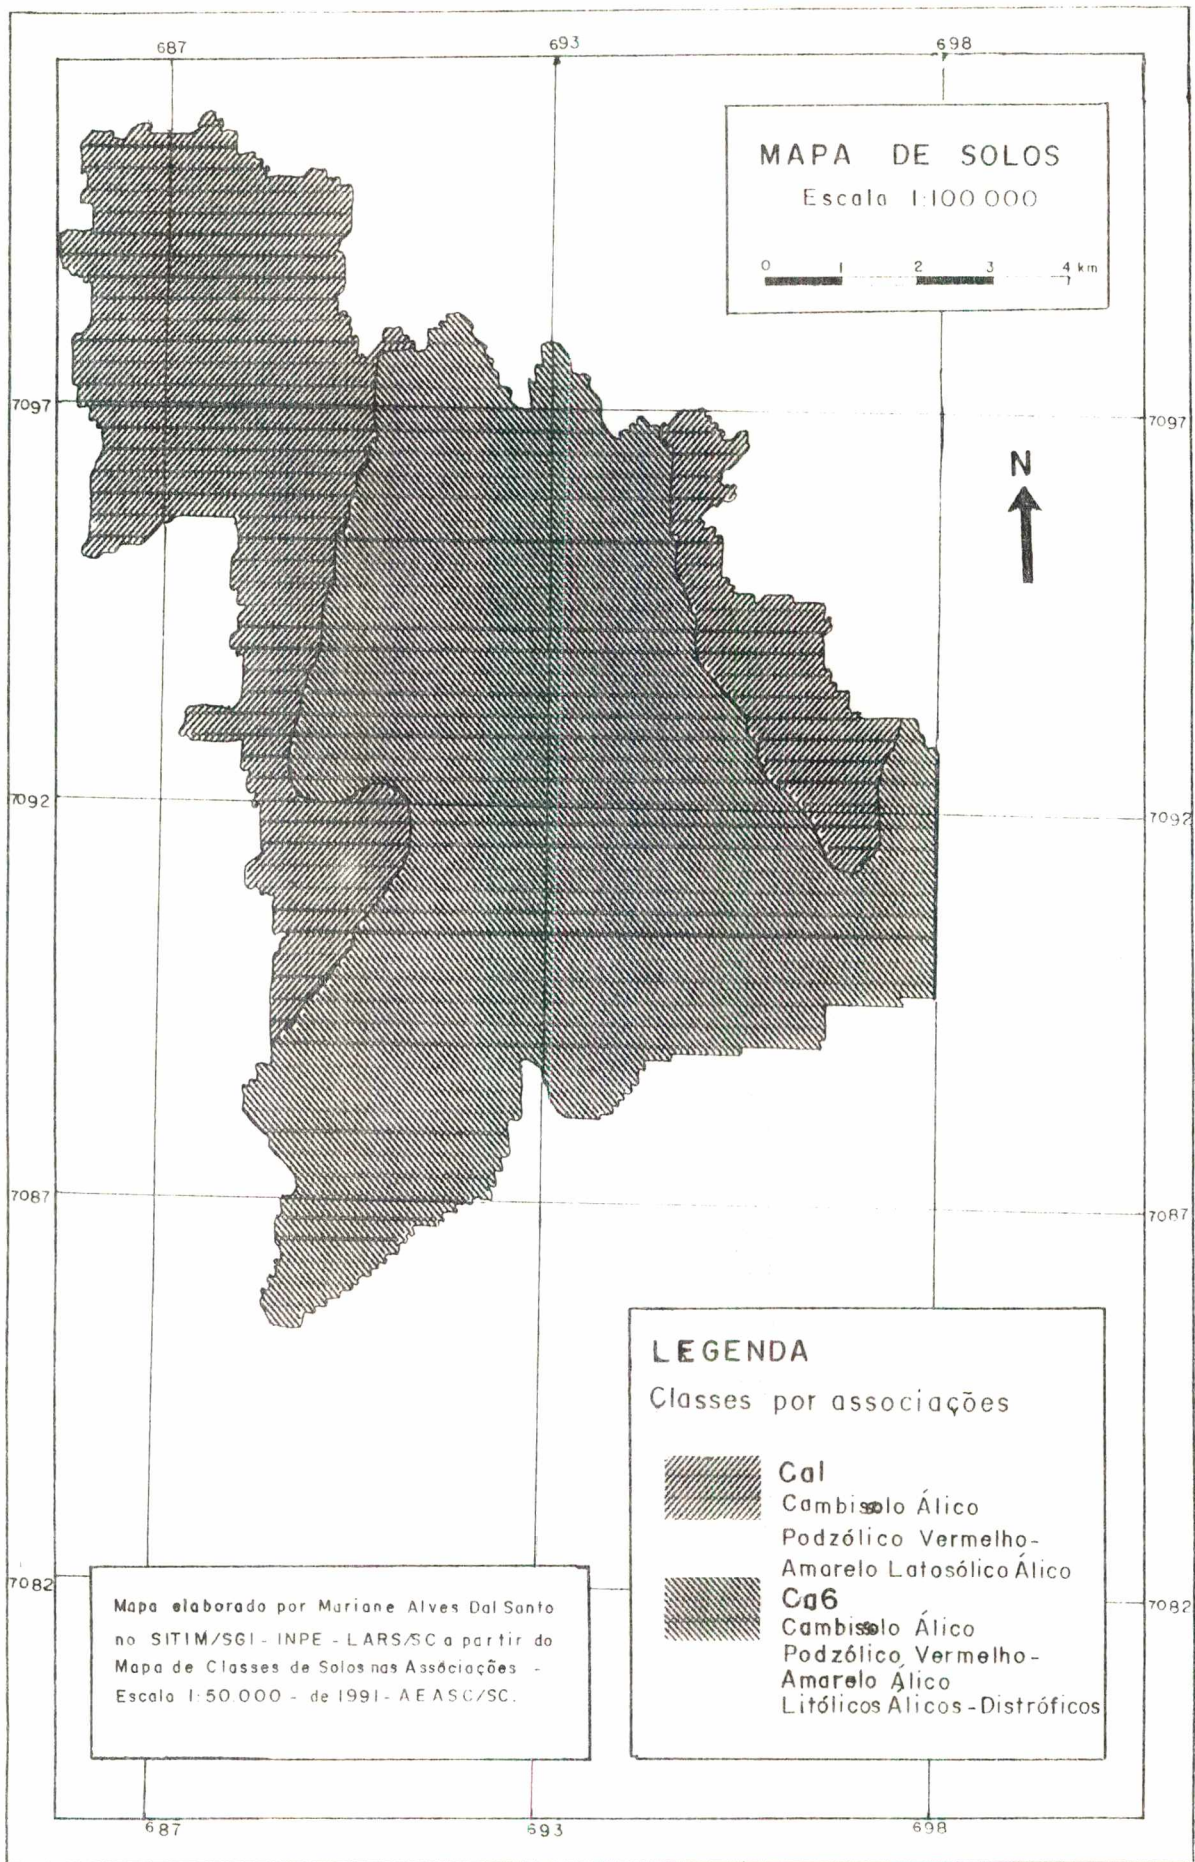 687 693 698
MAPA DE SOLOS
Escala 1:100 000
0 1 2 3 4 km
7097 7097
N
7092 7092
7087 7087
LEGENDA
Classes por associações
Ca1
Cambissolo Álico
Podzólico Vermelho-
Amarelo Latosólico Álico
Ca6
Cambissolo Álico
Podzólico Vermelho-
Amarelo Álico
Litólicos Álicos-Distróficos
7082 7082
Mapa elaborado por Mariane Alves Dal Santo
no SITIM/SGI - INPE - LARS/SC a partir do
Mapa de Classes de Solos nas Associações -
Escala 1:50.000 - de 1991 - AEASC/SC.
687 693 698